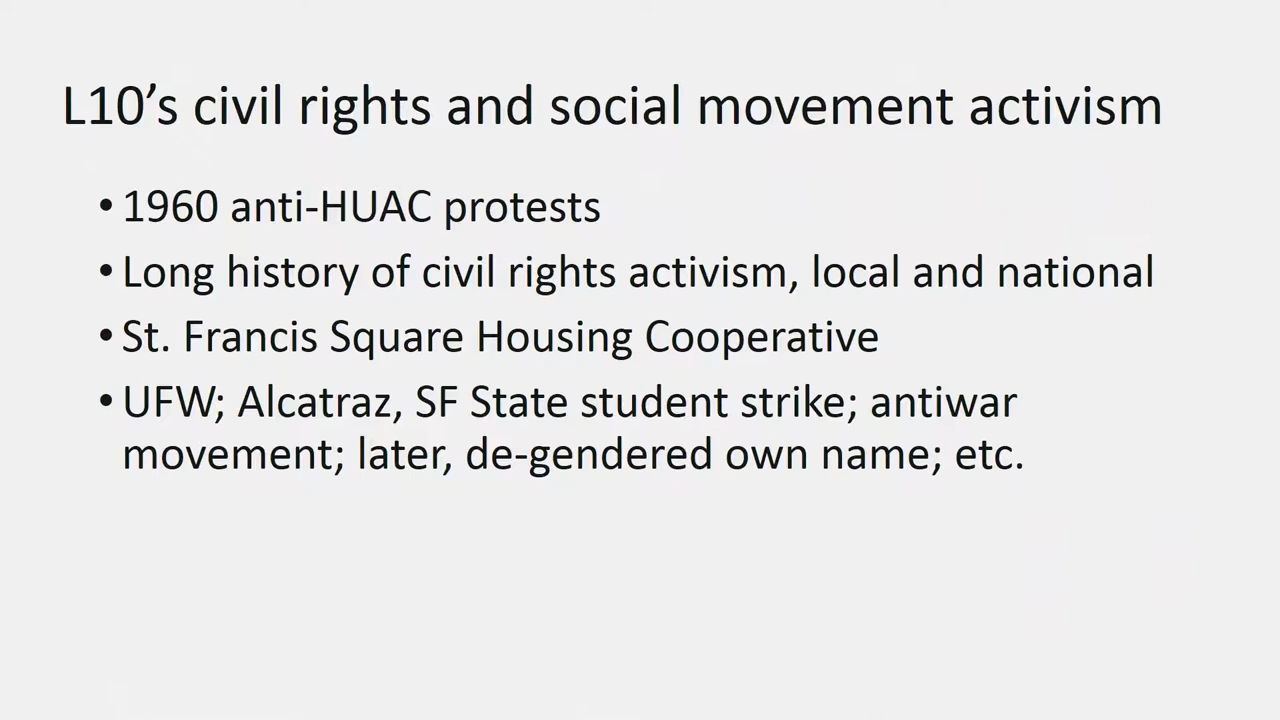 L10’s civil rights and social movement activism
• 1960 anti-HUAC protests
• Long history of civil rights activism, local and national
• St. Francis Square Housing Cooperative
• UFW; Alcatraz, SF State student strike; antiwar
movement; later, de-gendered own name; etc.